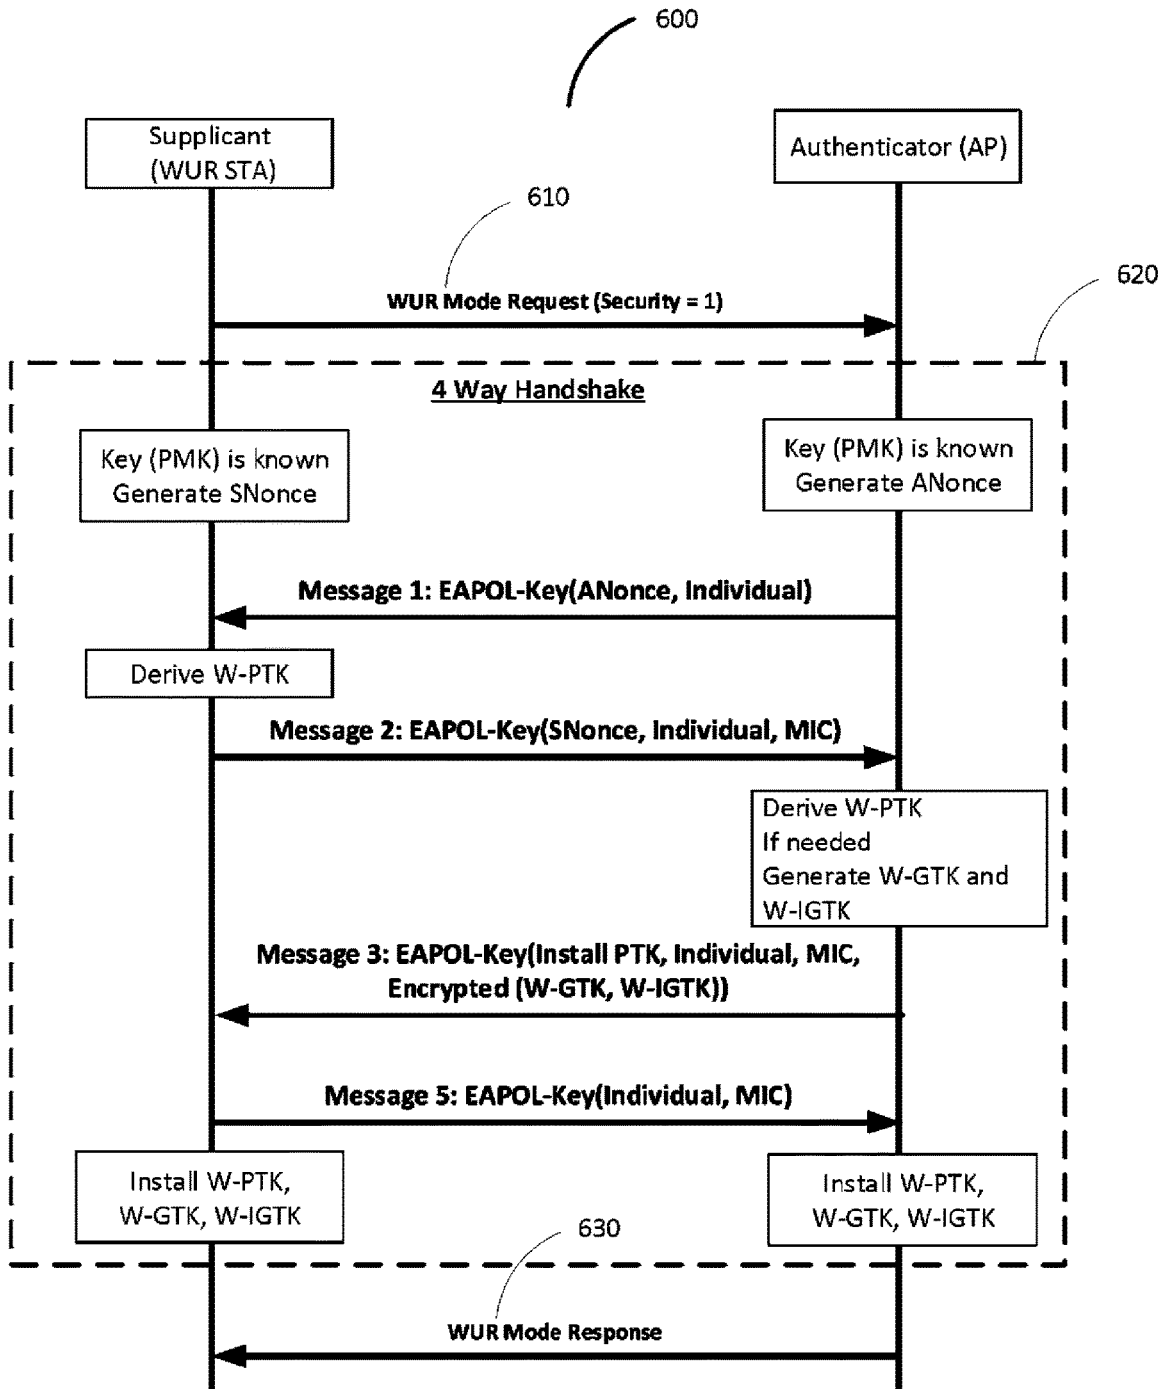 600
Supplicant
(WUR STA)
Authenticator (AP)
610
WUR Mode Request (Security = 1)
620
4 Way Handshake
Key (PMK) is known
Generate SNonce
Key (PMK) is known
Generate ANonce
Message 1: EAPOL-Key(ANonce, Individual)
Derive W-PTK
Message 2: EAPOL-Key(SNonce, Individual, MIC)
Derive W-PTK
If needed
Generate W-GTK and
W-IGTK
Message 3: EAPOL-Key(Install PTK, Individual, MIC,
Encrypted (W-GTK, W-IGTK))
Message 5: EAPOL-Key(Individual, MIC)
Install W-PTK,
W-GTK, W-IGTK
Install W-PTK,
W-GTK, W-IGTK
630
WUR Mode Response